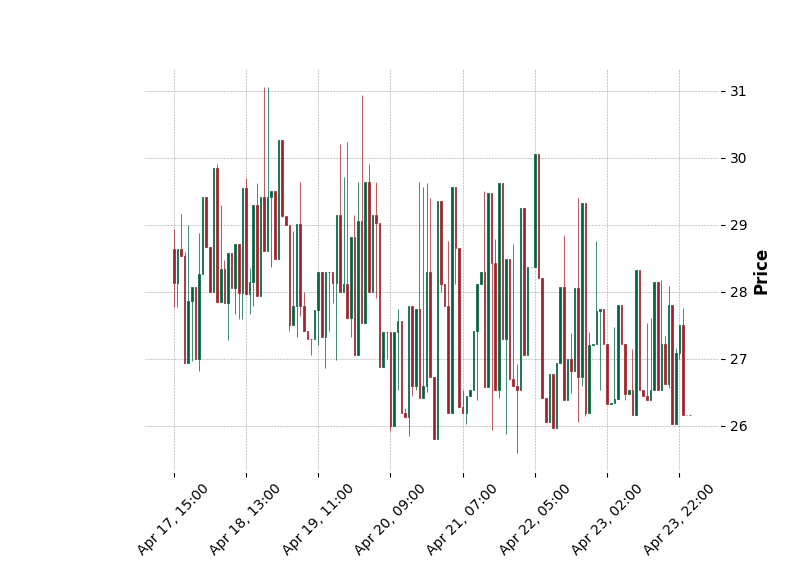 31
30
29
28
27
26
Price
Apr 17, 15:00
Apr 18, 13:00
Apr 19, 11:00
Apr 20, 09:00
Apr 21, 07:00
Apr 22, 05:00
Apr 23, 02:00
Apr 23, 22:00